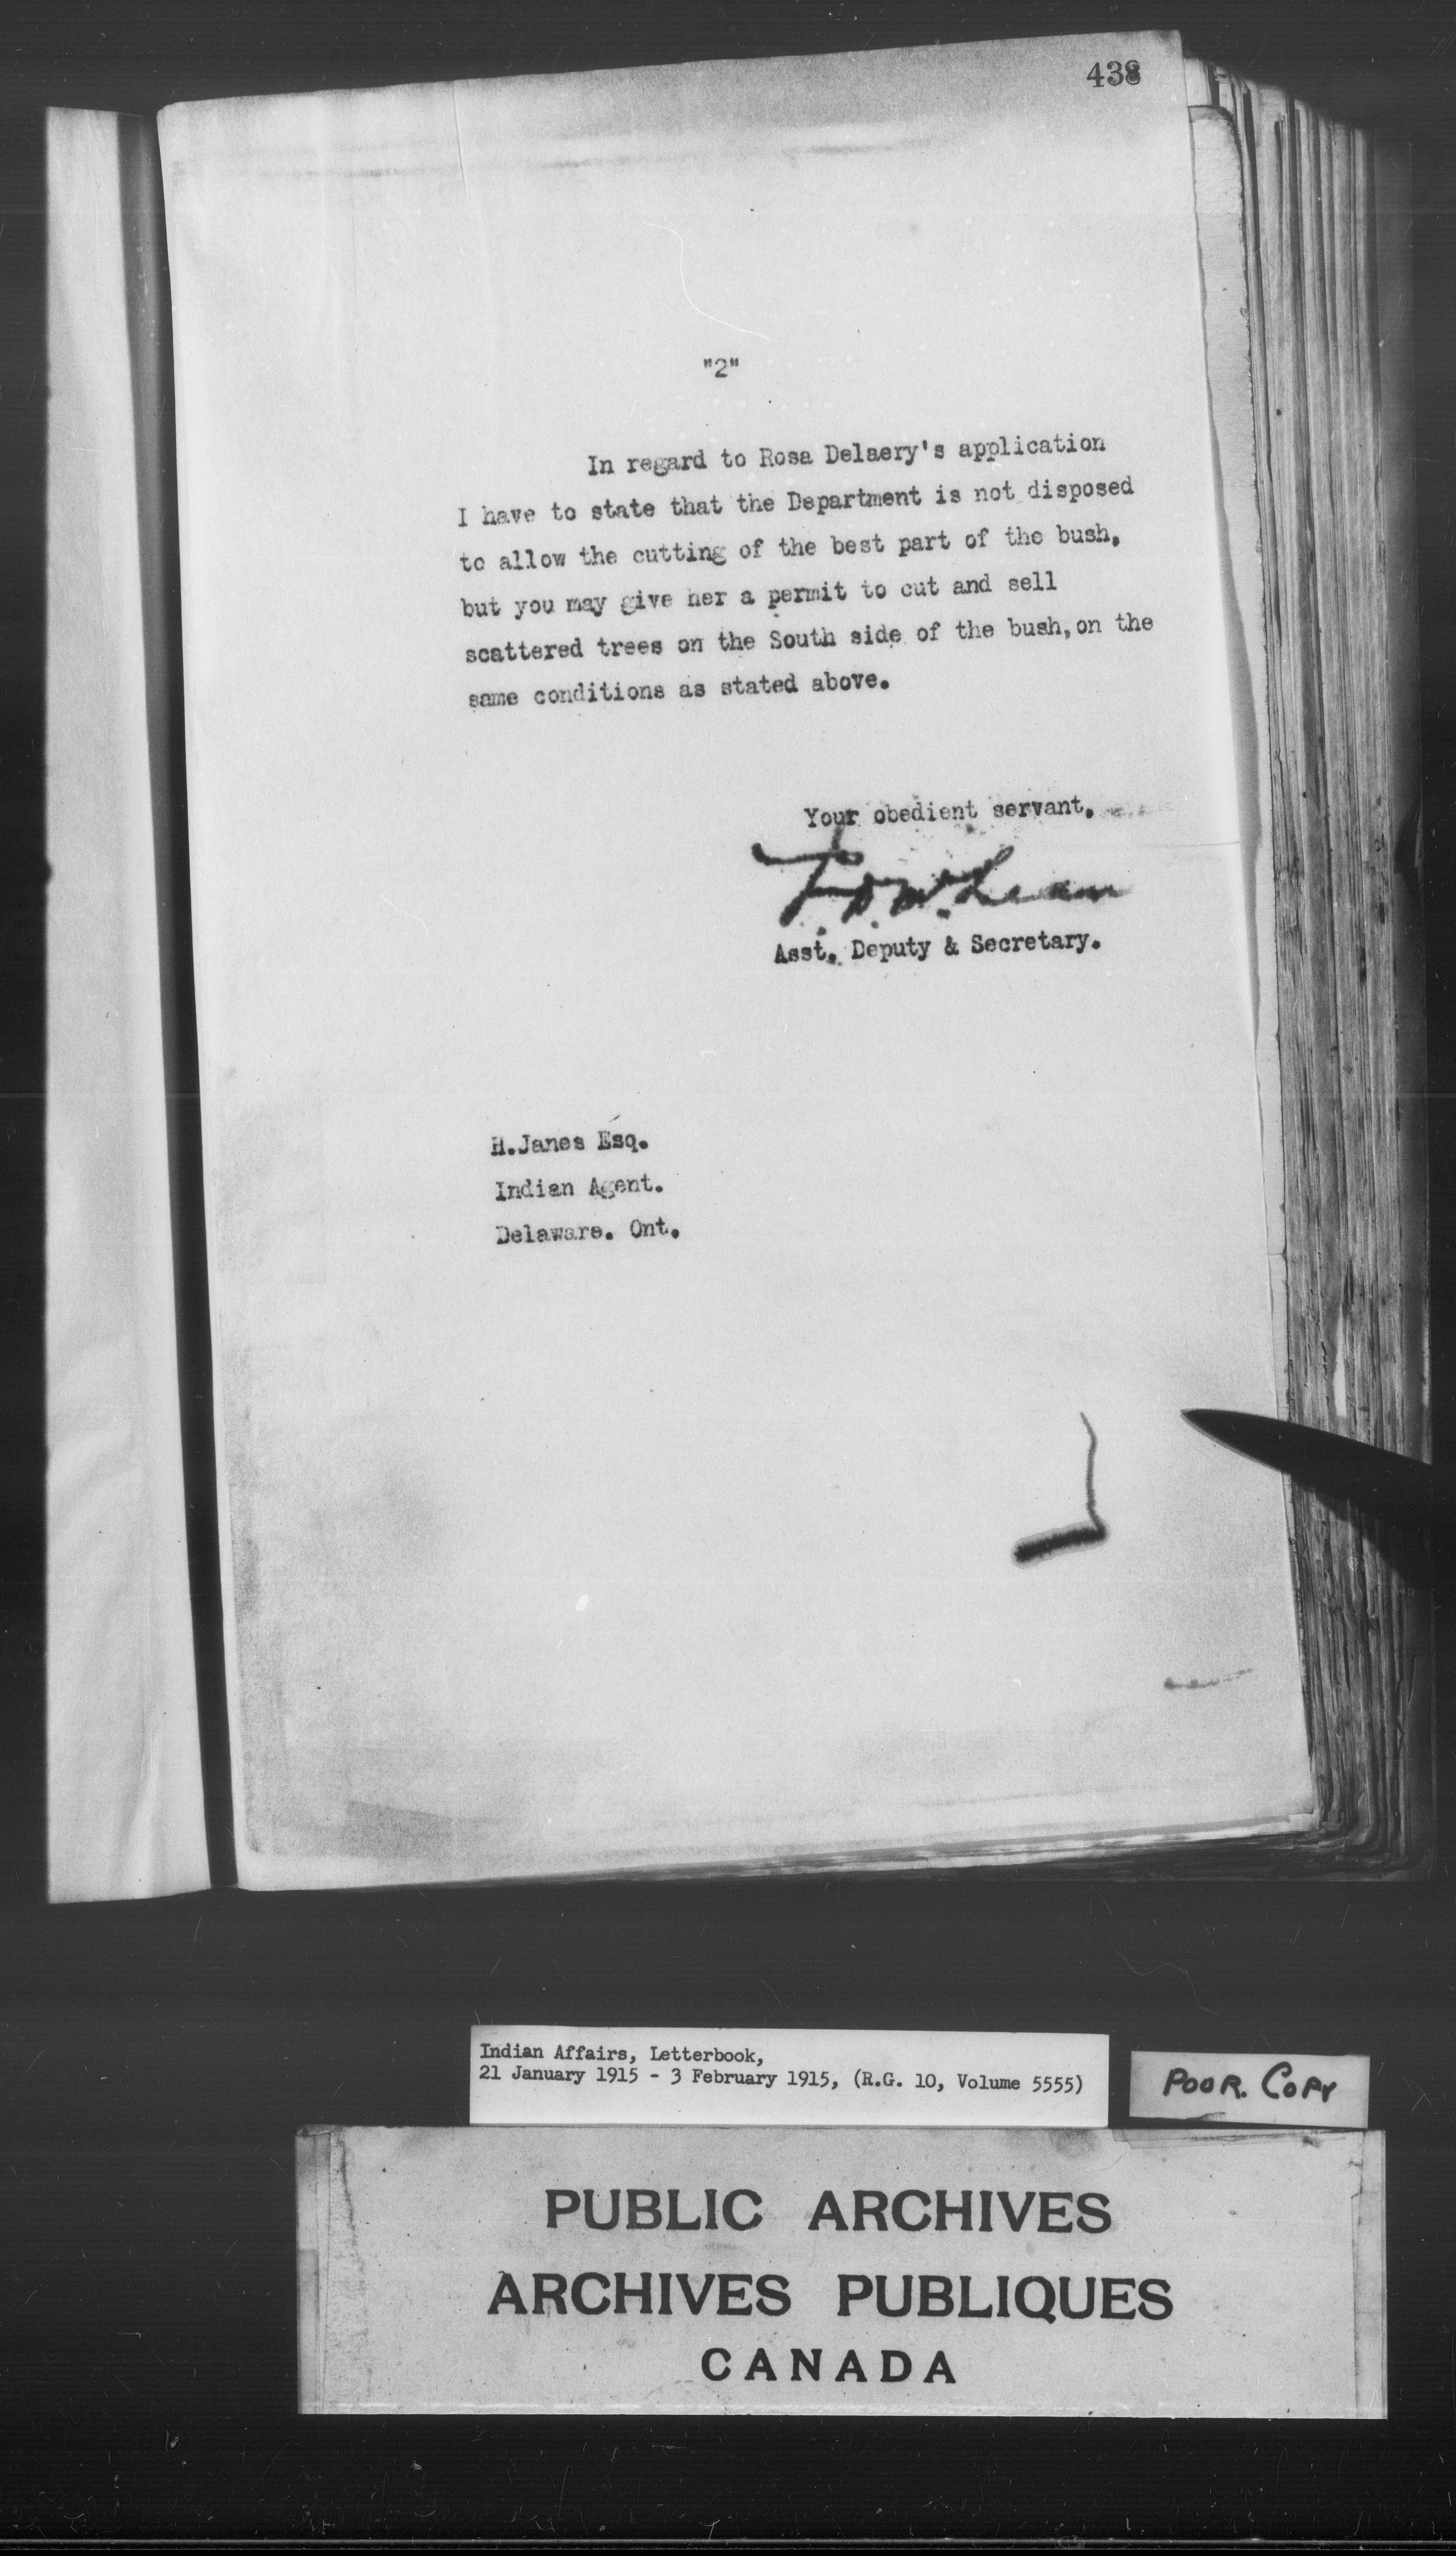 438
"2"
In regard to Rosa Delaery's application
I have to state that the Department is not disposed
to allow the cutting of the best part of the bush,
but you may give her a permit to cut and sell
scattered trees on the South side of the bush, on the
same conditions as stated above.
Your obedient servant.
J. D. McLean
Asst. Deputy & Secretary.
H.Janes Esq.
Indian Agent.
Delaware. Ont.
Indian Affairs, Letterbook,
21 January 1915 - 3 February 1915, (R.G. 10, Volume 5555)
POOR. COPY
PUBLIC ARCHIVES
ARCHIVES PUBLIQUES
CANADA